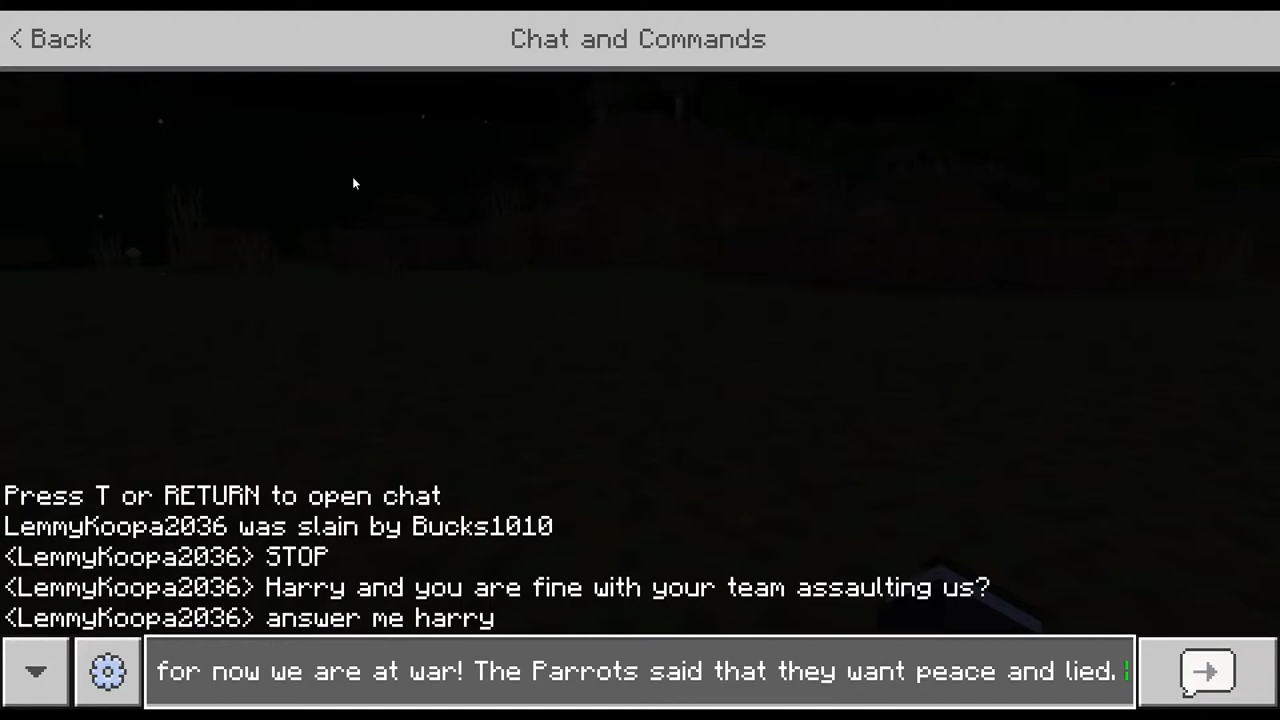 < Back
Chat and Commands
Press T or RETURN to open chat
LemmyKoopa2036 was slain by Bucks1010
<LemmyKoopa2036> STOP
<LemmyKoopa2036> Harry and you are fine with your team assaulting us?
<LemmyKoopa2036> answer me harry
for now we are at war! The Parrots said that they want peace and lied.